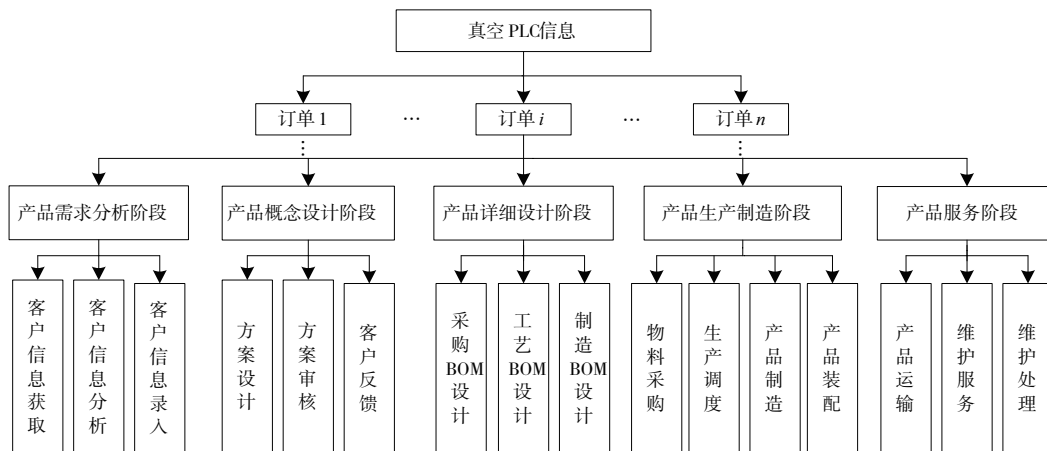 真空 PLC信息
订单 1 … 订单 i … 订单 n
⋮ ⋮
产品需求分析阶段
产品概念设计阶段
产品详细设计阶段
产品生产制造阶段
产品服务阶段
客户信息获取
客户信息分析
客户信息录入
方案设计
方案审核
客户反馈
采购BOM设计
工艺BOM设计
制造BOM设计
物料采购
生产调度
产品制造
产品装配
产品运输
维护服务
维护处理